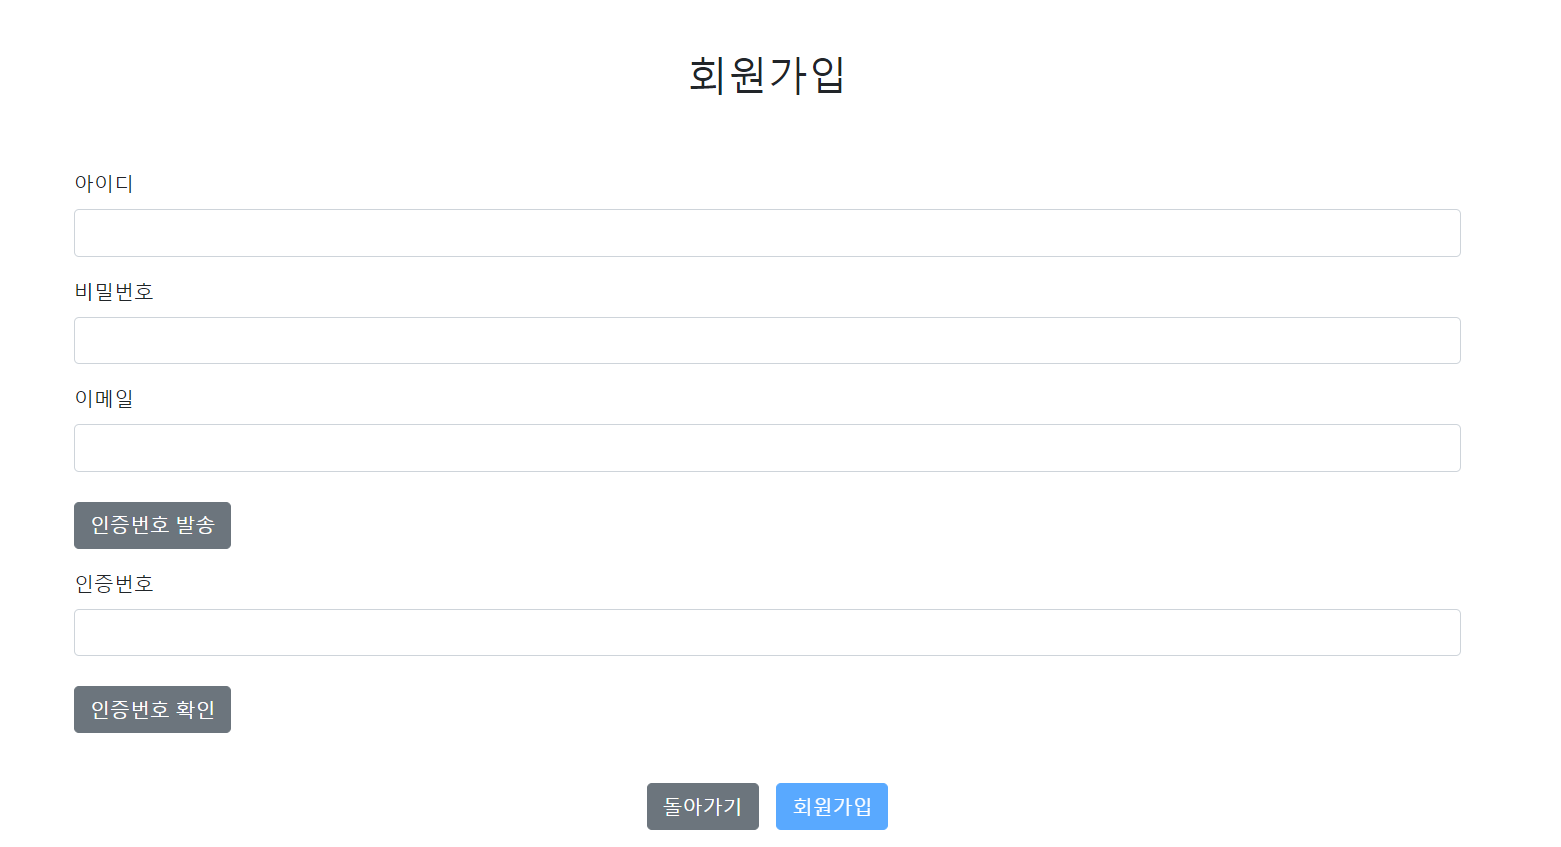 회원가입
아이디
비밀번호
이메일
인증번호 발송
인증번호
인증번호 확인
돌아가기 회원가입